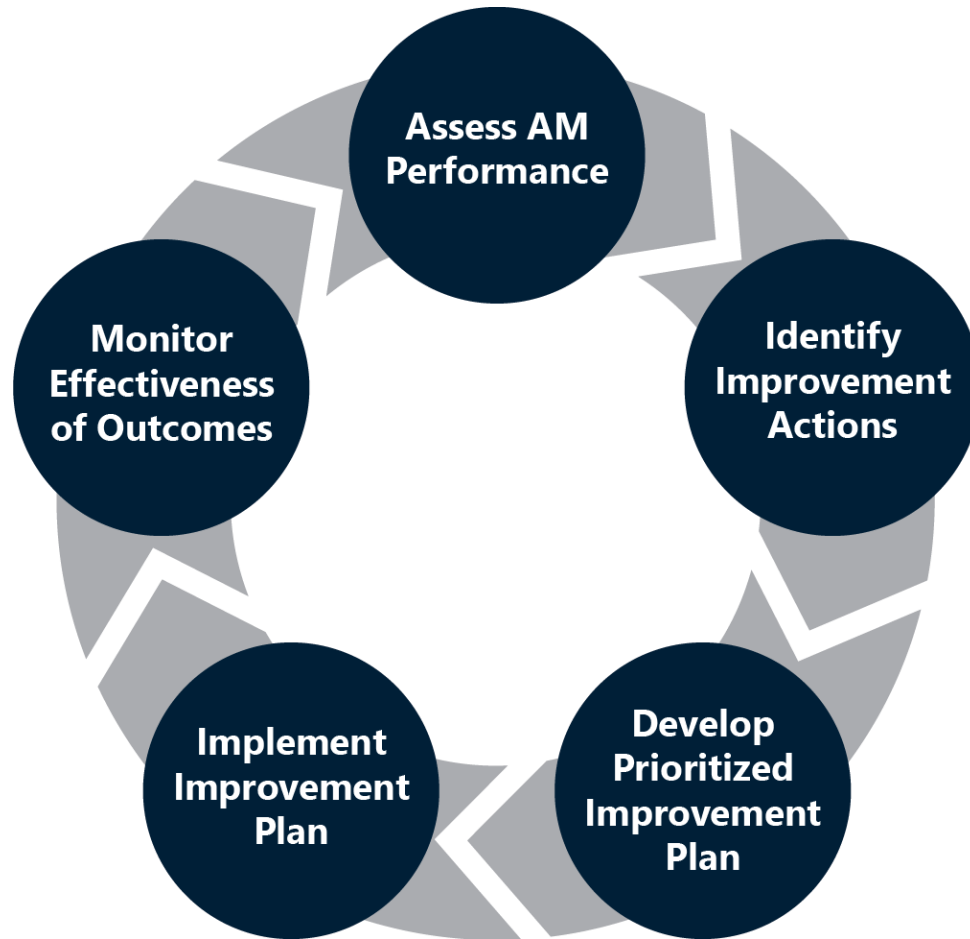 Assess AM
Performance
Identify
Improvement
Actions
Develop
Prioritized
Improvement
Plan
Implement
Improvement
Plan
Monitor
Effectiveness
of Outcomes